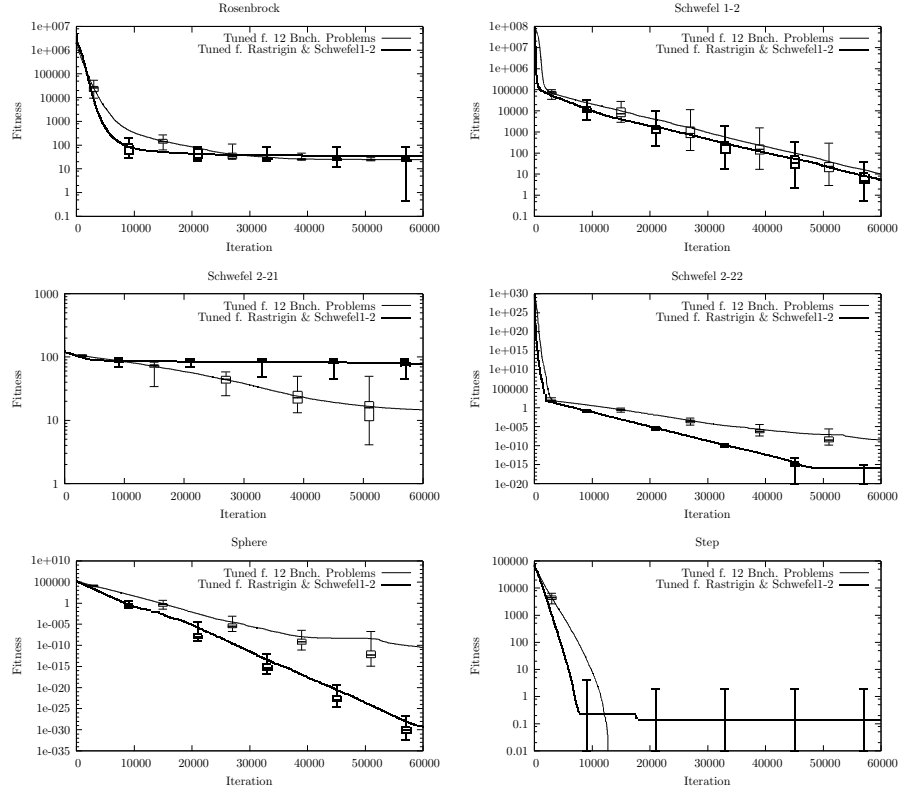 Rosenbrock
1e+007
1e+006
100000
10000
1000
100
10
1
0.1
Fitness
0 10000 20000 30000 40000 50000 60000
Iteration
Tuned f. 12 Bnch. Problems
Tuned f. Rastrigin & Schwefel1-2
Schwefel 1-2
1e+008
1e+007
1e+006
100000
10000
1000
100
10
1
0.1
Fitness
0 10000 20000 30000 40000 50000 60000
Iteration
Tuned f. 12 Bnch. Problems
Tuned f. Rastrigin & Schwefel1-2
Schwefel 2-21
1000
100
10
1
Fitness
0 10000 20000 30000 40000 50000 60000
Iteration
Tuned f. 12 Bnch. Problems
Tuned f. Rastrigin & Schwefel1-2
Schwefel 2-22
1e+030
1e+025
1e+020
1e+015
1e+010
100000
1
1e-005
1e-010
1e-015
1e-020
Fitness
0 10000 20000 30000 40000 50000 60000
Iteration
Tuned f. 12 Bnch. Problems
Tuned f. Rastrigin & Schwefel1-2
Sphere
1e+010
100000
1
1e-005
1e-010
1e-015
1e-020
1e-025
1e-030
1e-035
Fitness
0 10000 20000 30000 40000 50000 60000
Iteration
Tuned f. 12 Bnch. Problems
Tuned f. Rastrigin & Schwefel1-2
Step
100000
10000
1000
100
10
1
0.1
0.01
Fitness
0 10000 20000 30000 40000 50000 60000
Iteration
Tuned f. 12 Bnch. Problems
Tuned f. Rastrigin & Schwefel1-2